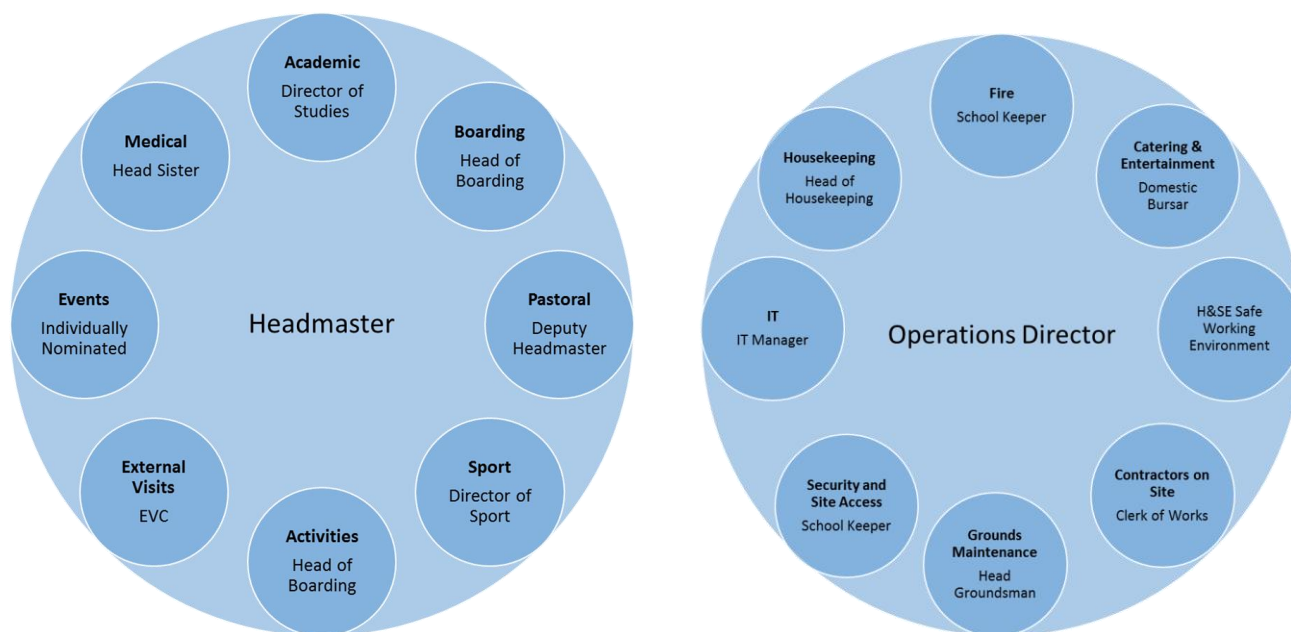 Academic
Director of
Studies
Boarding
Head of
Boarding
Pastoral
Deputy
Headmaster
Sport
Director of
Sport
Activities
Head of
Boarding
External
Visits
EVC
Events
Individually
Nominated
Medical
Head Sister
Headmaster
Fire
School Keeper
Catering &
Entertainment
Domestic
Bursar
H&SE Safe
Working
Environment
Contractors on
Site
Clerk of Works
Grounds
Maintenance
Head
Groundsman
Security and
Site Access
School Keeper
IT
IT Manager
Housekeeping
Head of
Housekeeping
Operations Director